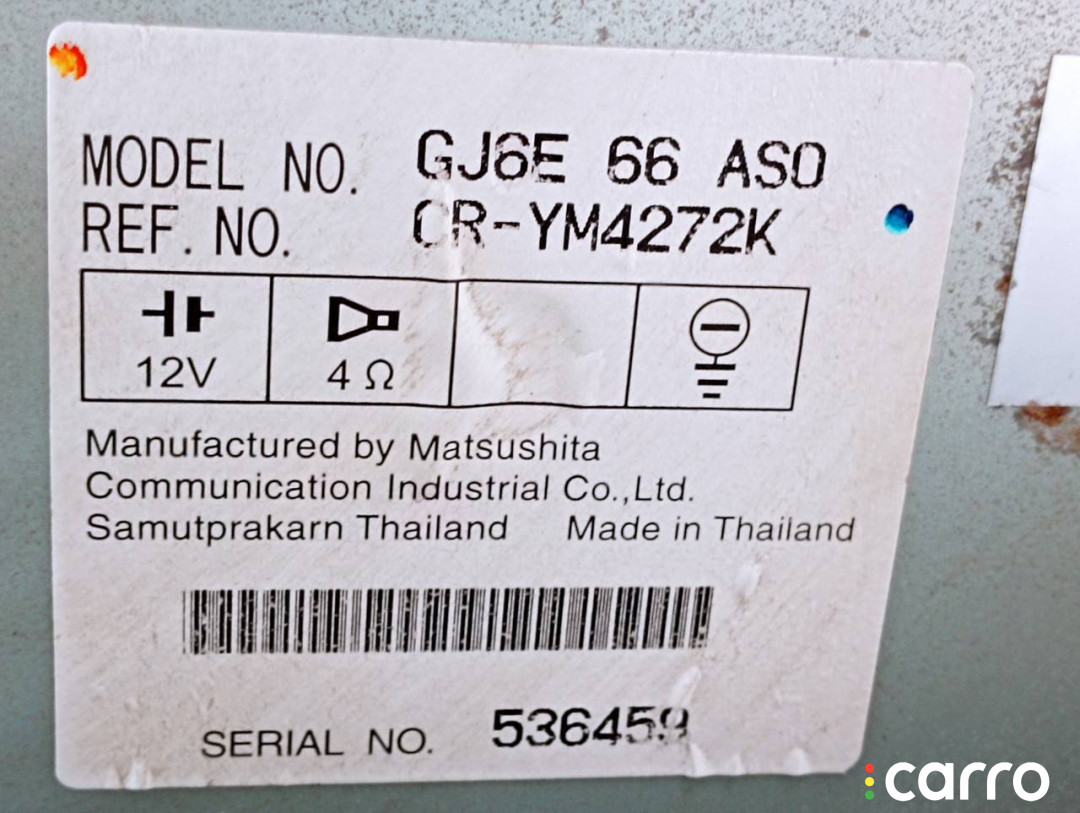 MODEL NO. GJ6E 66 AS0
REF. NO. CR-YM4272K
12V
4 Ω
Manufactured by Matsushita
Communication Industrial Co.,Ltd.
Samutprakarn Thailand Made in Thailand
SERIAL NO. 536459
carro